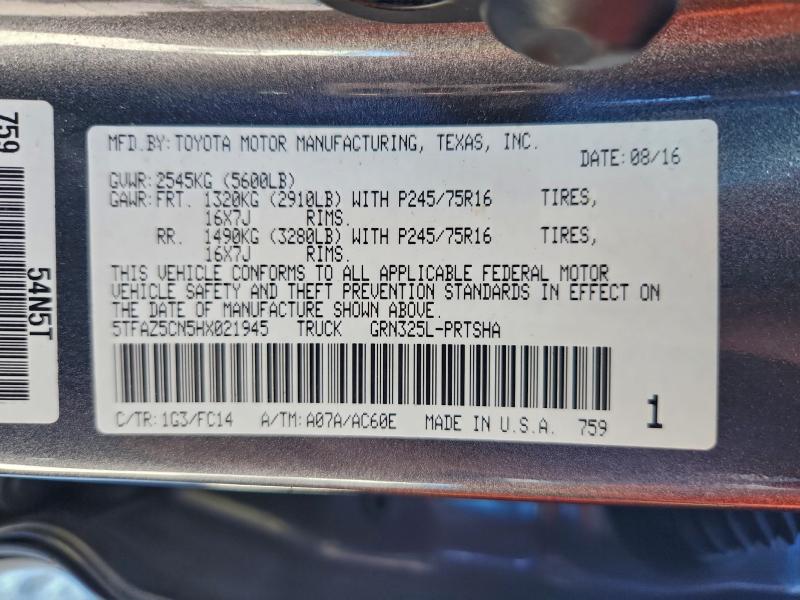 MFD.BY: TOYOTA MOTOR MANUFACTURING, TEXAS, INC.
DATE: 08/16
GVWR: 2545KG (5600LB)
GAWR: FRT. 1320KG (2910LB) WITH P245/75R16 TIRES,
16X7J RIMS.
RR. 1490KG (3280LB) WITH P245/75R16 TIRES,
16X7J RIMS.
THIS VEHICLE CONFORMS TO ALL APPLICABLE FEDERAL MOTOR
VEHICLE SAFETY AND THEFT PREVENTION STANDARDS IN EFFECT ON
THE DATE OF MANUFACTURE SHOWN ABOVE.
5TFAZ5CN5HX021945 TRUCK GRN325L-PRTSHA
C/TR: 1G3/FC14 A/TM: A07A/AC60E MADE IN U.S.A. 759 1
759
54N5T